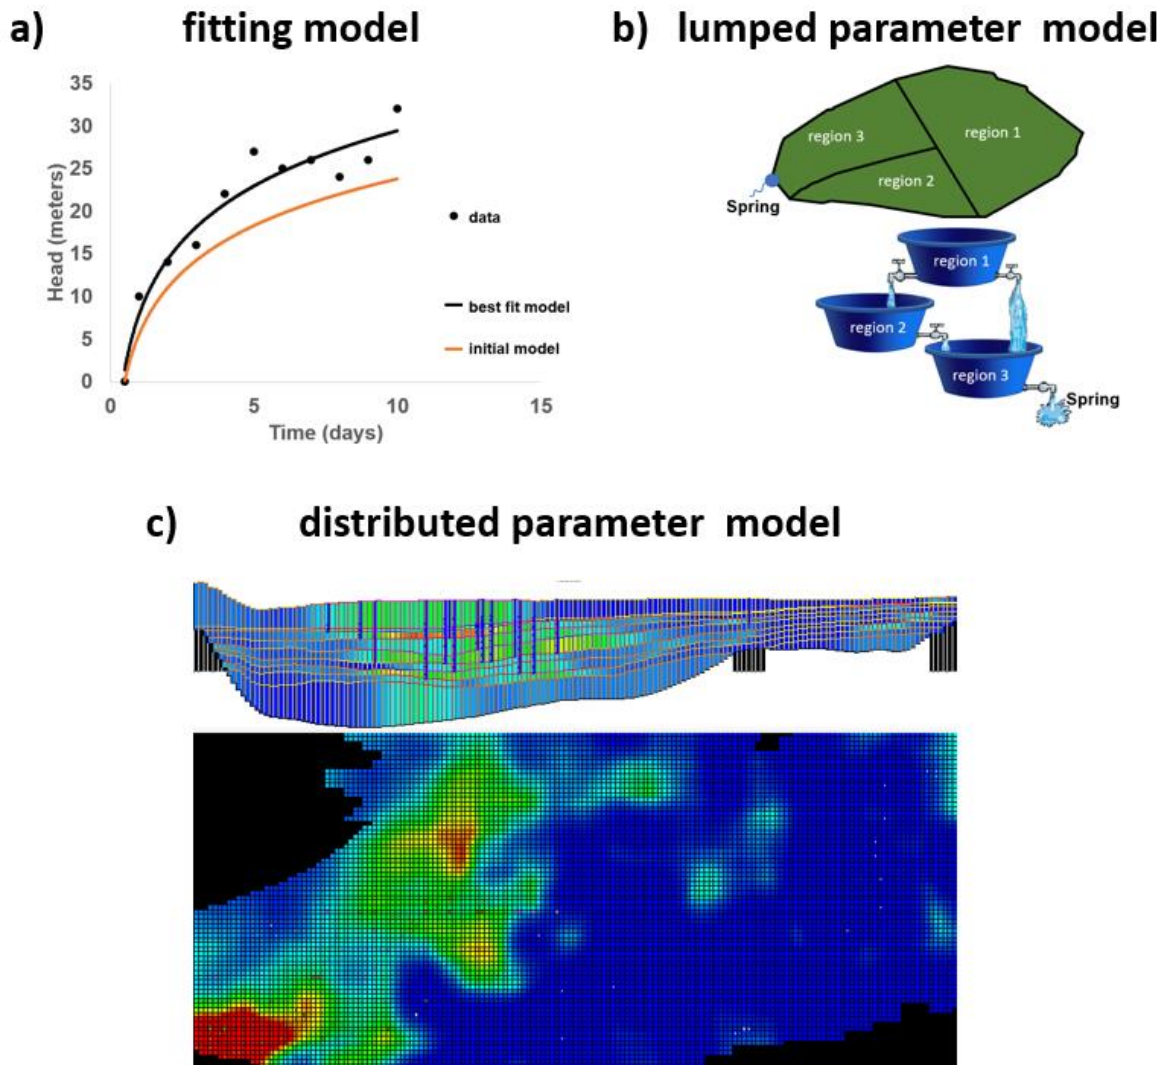 a) fitting model
35
30
25
20
15
10
5
0
Head (meters)
0 5 10 15
Time (days)
data
best fit model
initial model
b) lumped parameter model
region 3
region 1
region 2
Spring
region 1
region 2
region 3
Spring
c) distributed parameter model